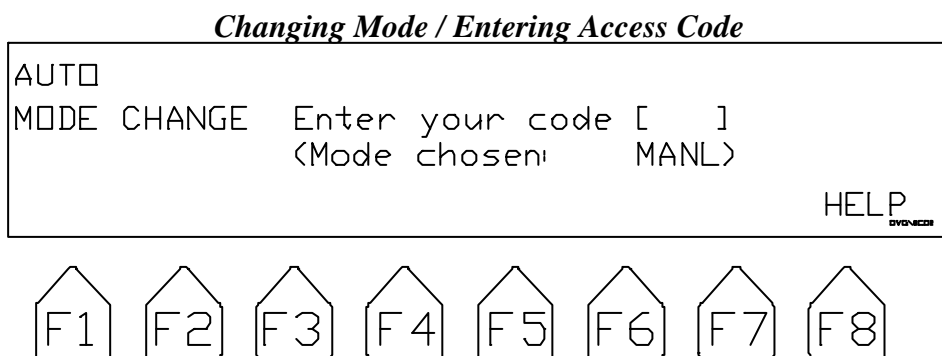 Changing Mode / Entering Access Code
AUTO
MODE CHANGE Enter your code [ ]
(Mode chosen: MANL)
HELP
F1 F2 F3 F4 F5 F6 F7 F8